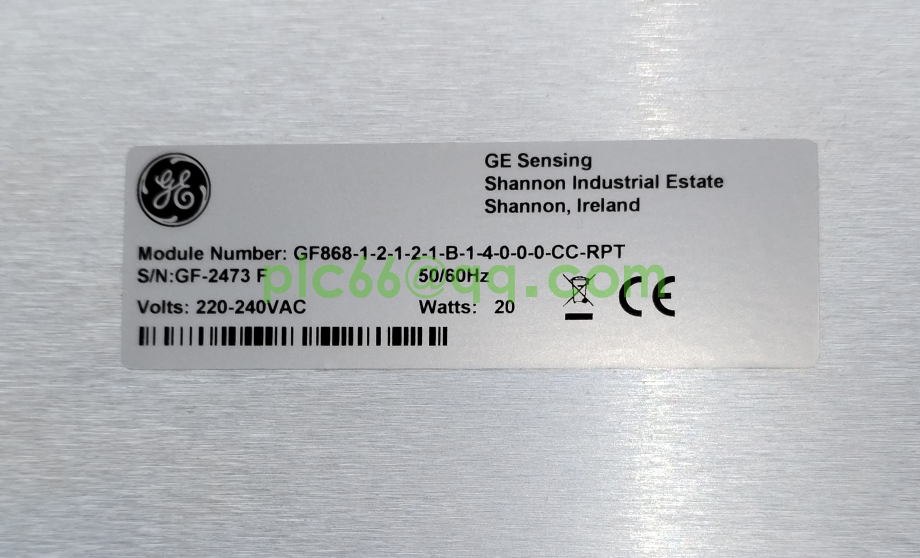 GE
GE Sensing
Shannon Industrial Estate
Shannon, Ireland
Module Number: GF868-1-2-1-2-1-B-1-4-0-0-0-CC-RPT
S/N:GF-2473 F 50/60Hz
plc66@qq.com
Volts: 220-240VAC Watts: 20
CE